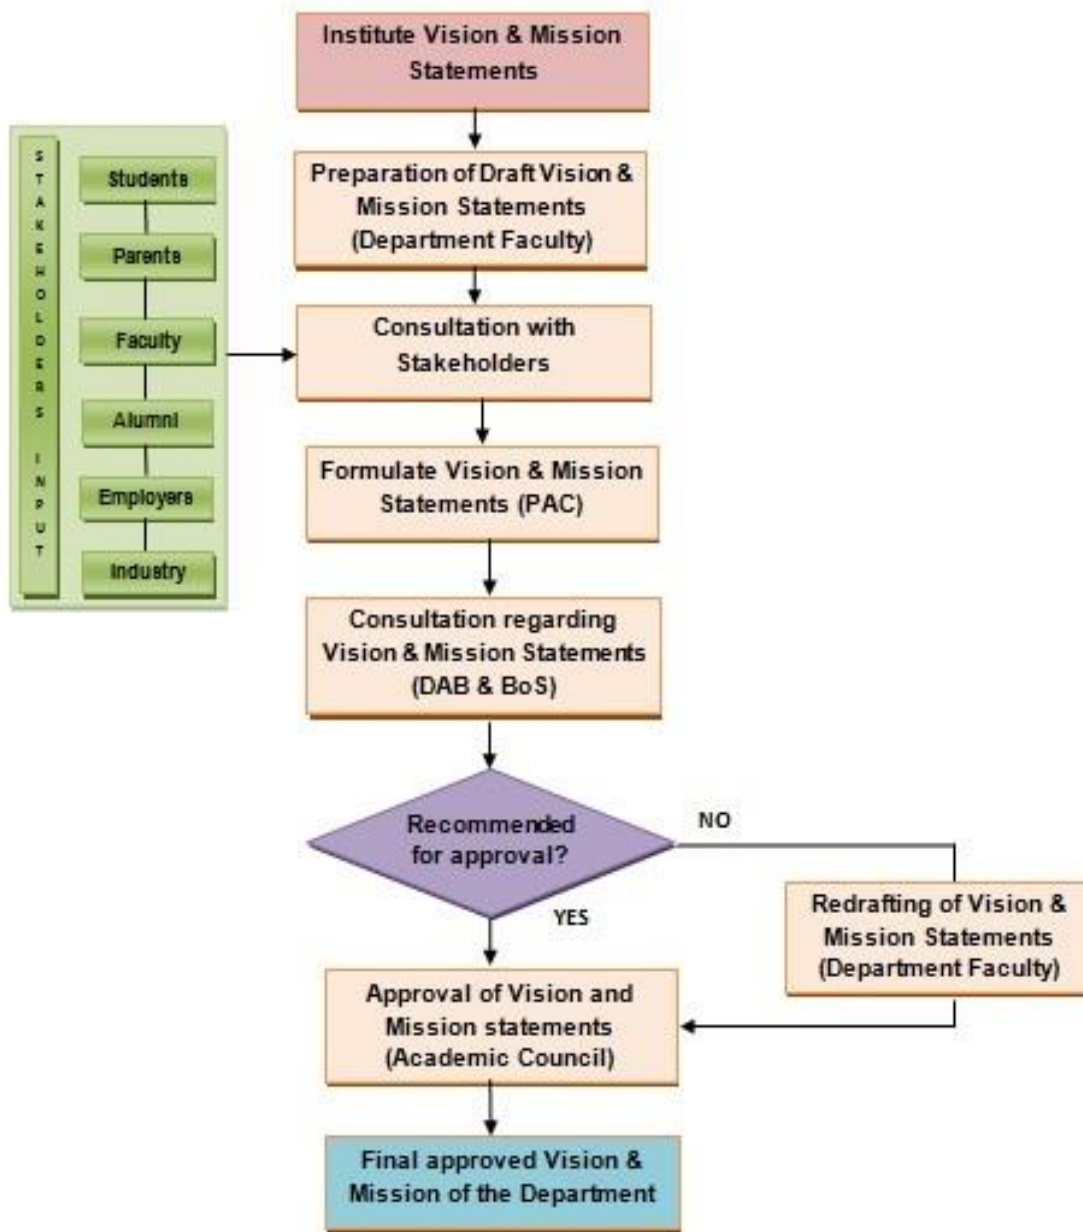 Institute Vision & Mission
Statements
Preparation of Draft Vision &
Mission Statements
(Department Faculty)
STAKEHOLDERS INPUT
Students
Parents
Faculty
Alumni
Employers
Industry
Consultation with
Stakeholders
Formulate Vision & Mission
Statements (PAC)
Consultation regarding
Vision & Mission Statements
(DAB & BoS)
Recommended
for approval?
NO
YES
Redrafting of Vision &
Mission Statements
(Department Faculty)
Approval of Vision and
Mission statements
(Academic Council)
Final approved Vision &
Mission of the Department